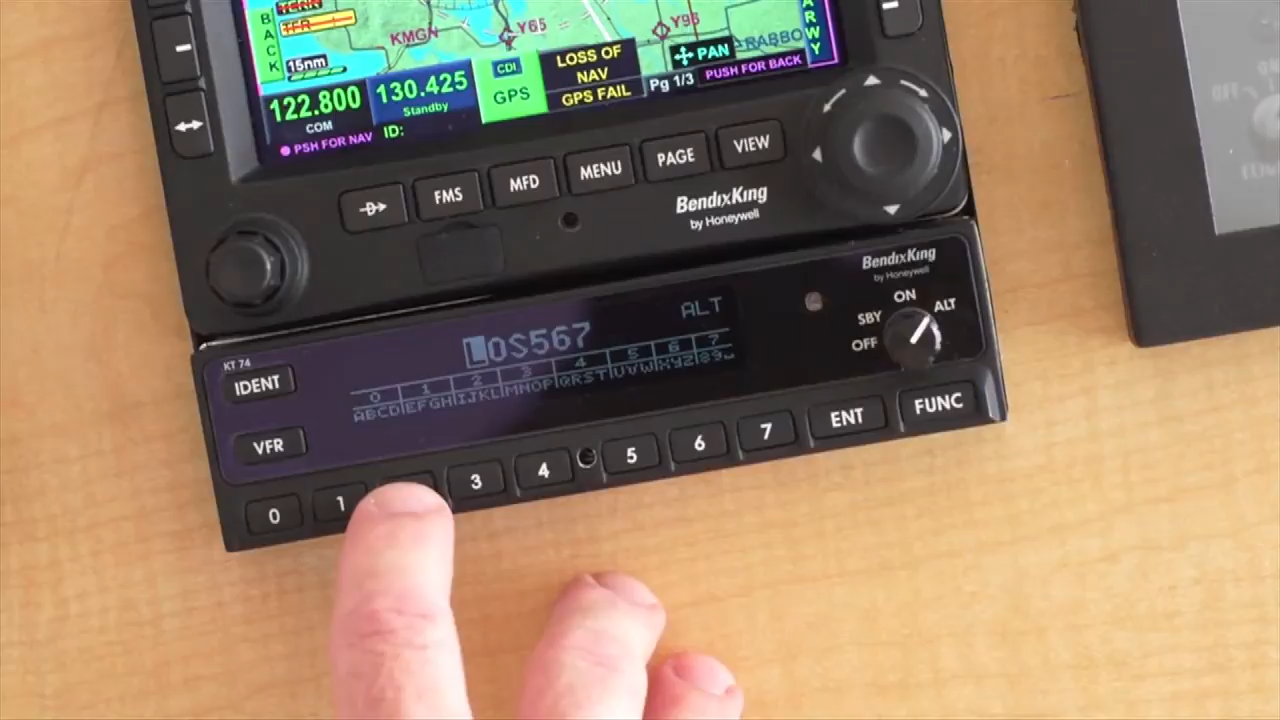 BACK
TFR
15nm
KMGN
Y65
Y95
RABBO
ARWY
122.800
COM
130.425
Standby
CDI
GPS
LOSS OF
NAV
GPS FAIL
PAN
Pg 1/3
PUSH FOR BACK
PSH FOR NAV
ID:
D
FMS
MFD
MENU
PAGE
VIEW
BendixKing
by Honeywell
BendixKing
by Honeywell
KT 74
IDENT
VFR
LOS567
ALT
0 1 2 3 4 5 6 7
ABCD EFGH IJKL MNOP QRST UVW XYZ 89
OFF
SBY
ON
ALT
0 1 3 4 5 6 7 ENT FUNC